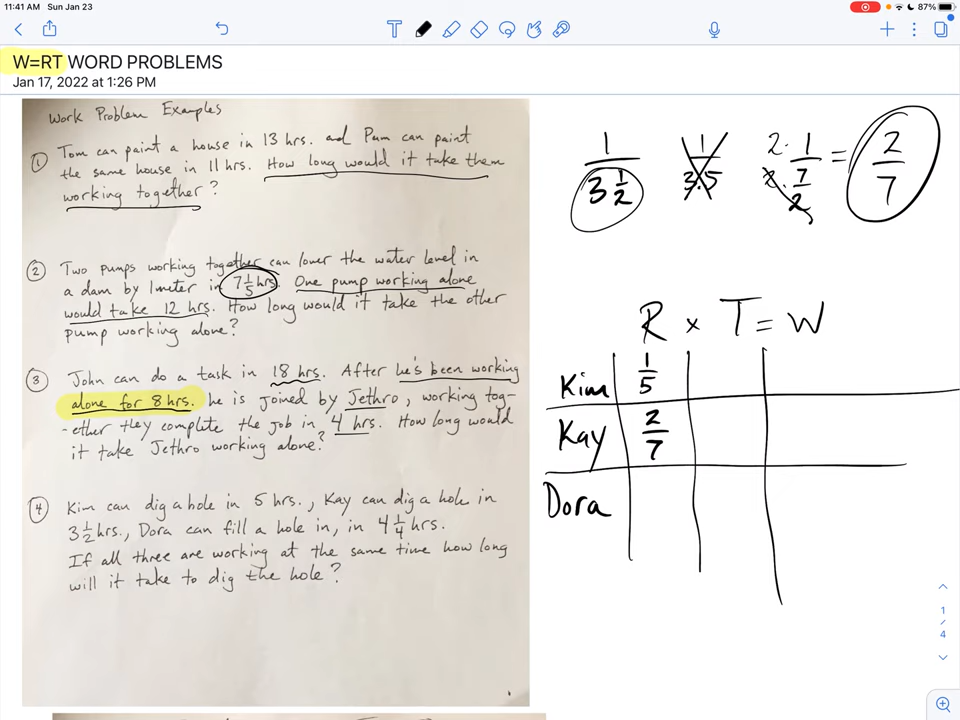 11:41 AM Sun Jan 23
87%
W=RT WORD PROBLEMS
Jan 17, 2022 at 1:26 PM
Work Problem Examples
① Tom can paint a house in 13 hrs. and Pam can paint
the same house in 11 hrs. How long would it take them
working together?
② Two pumps working together can lower the water level in
a dam by 1 meter in 7 1/5 hrs. One pump working alone
would take 12 hrs. How long would it take the other
pump working alone?
③ John can do a task in 18 hrs. After he's been working
alone for 8 hrs. he is joined by Jethro, working tog-
-ether they complete the job in 4 hrs. How long would
it take Jethro working alone?
④ Kim can dig a hole in 5 hrs., Kay can dig a hole in
3 1/2 hrs., Dora can fill a hole in, in 4 1/4 hrs.
If all three are working at the same time how long
will it take to dig the hole?
1/(3 1/2) 1/3.5 2·1/(2·7/2) = 2/7
R × T = W
Kim 1/5
Kay 2/7
Dora
1
/
4